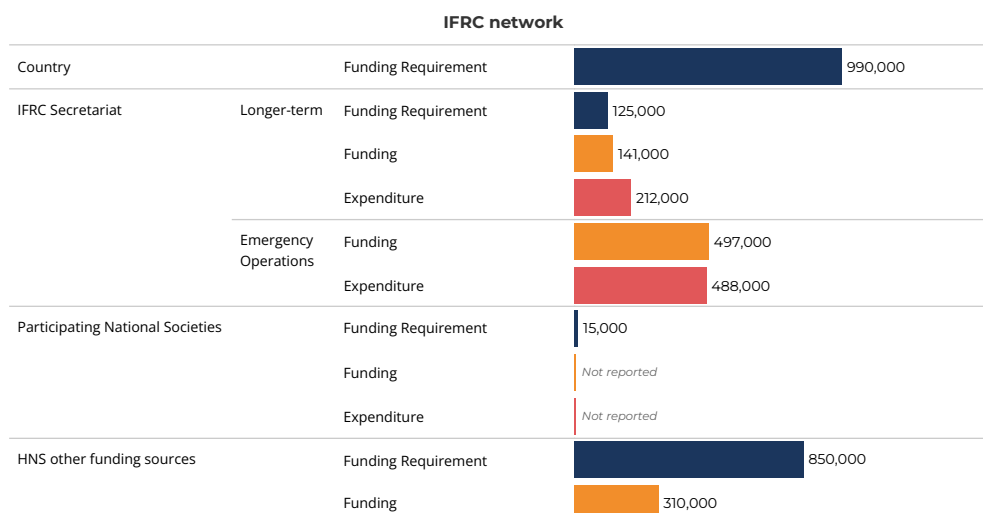 IFRC network
Country Funding Requirement 990,000
IFRC Secretariat Longer-term Funding Requirement 125,000
Funding 141,000
Expenditure 212,000
Emergency Operations Funding 497,000
Expenditure 488,000
Participating National Societies Funding Requirement 15,000
Funding Not reported
Expenditure Not reported
HNS other funding sources Funding Requirement 850,000
Funding 310,000